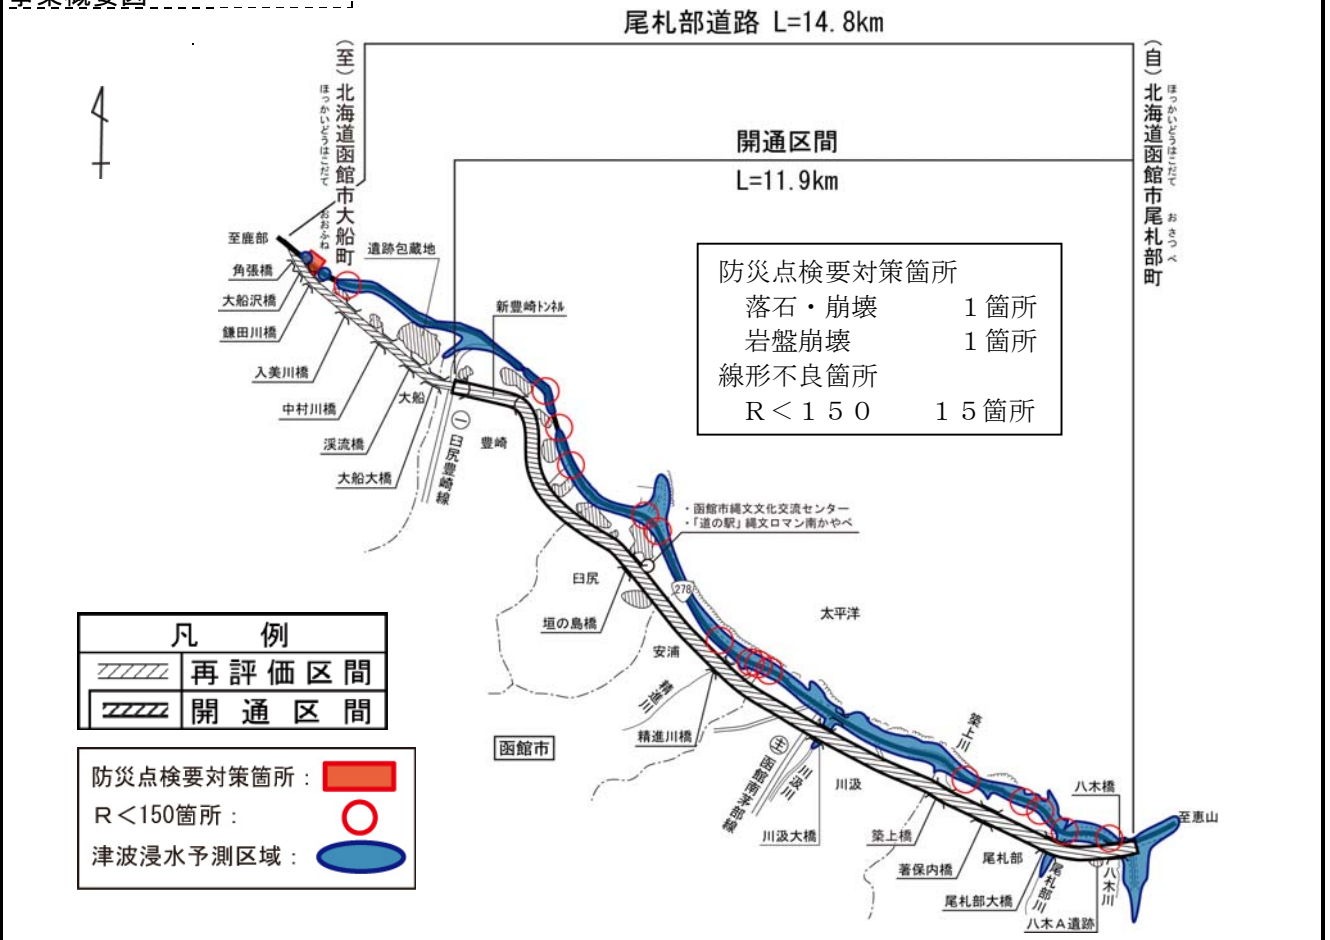 事業概要図
尾札部道路 L=14.8km
(至)北海道函館市大船町
ほっかいどうはこだて おおふね
(自)北海道函館市尾札部町
ほっかいどうはこだて おさつべ
開通区間
L=11.9km
防災点検要対策箇所
落石・崩壊 1箇所
岩盤崩壊 1箇所
線形不良箇所
R<150 15箇所
至鹿部
角張橋
大船沢橋
鎌田川橋
入美川橋
中村川橋
渓流橋
大船大橋
遺跡包蔵地
新豊崎トンネル
大船
㊀臼尻豊崎線
豊崎
・函館市縄文文化交流センター
・「道の駅」縄文ロマン南かやべ
臼尻
垣の島橋
278
太平洋
安浦
精進川
精進川橋
函館市
㊤函館南茅部線
川汲川
川汲
川汲大橋
築上川
築上橋
著保内橋
尾札部
尾札部大橋
尾札部川
八木橋
八木川
八木A遺跡
至恵山
凡例
再評価区間
開通区間
防災点検要対策箇所:
R<150箇所:
津波浸水予測区域: